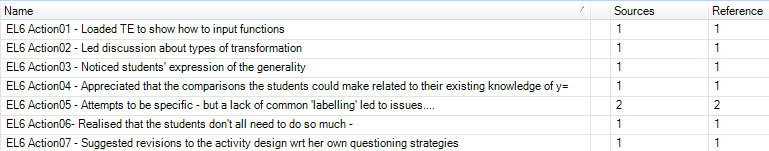 Name / Sources Reference
EL6 Action01 - Loaded TE to show how to input functions 1 1
EL6 Action02 - Led discussion about types of transformation 1 1
EL6 Action03 - Noticed students' expression of the generality 1 1
EL6 Action04 - Appreciated that the comparisons the students could make related to their existing knowledge of y= 1 1
EL6 Action05 - Attempts to be specific - but a lack of common 'labelling' led to issues.... 2 2
EL6 Action06- Realised that the students don't all need to do so much - 1 1
EL6 Action07 - Suggested revisions to the activity design wrt her own questioning strategies 1 1